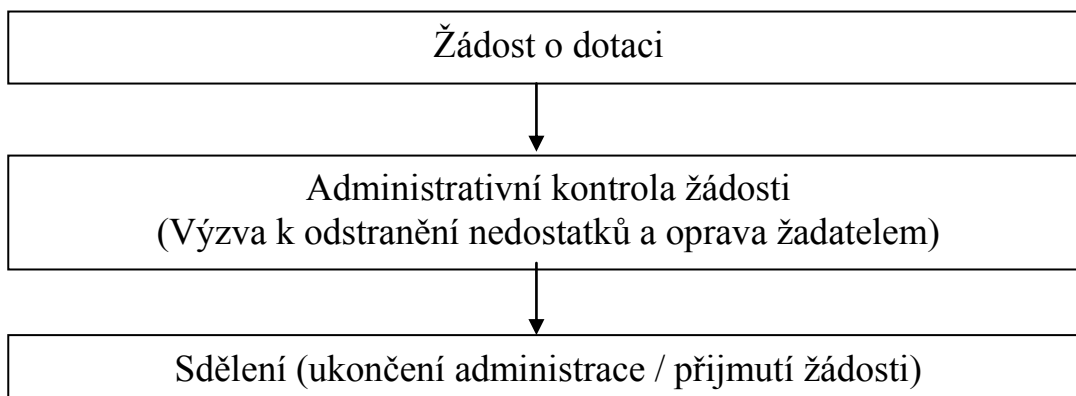 Žádost o dotaci
Administrativní kontrola žádosti
(Výzva k odstranění nedostatků a oprava žadatelem)
Sdělení (ukončení administrace / přijmutí žádosti)